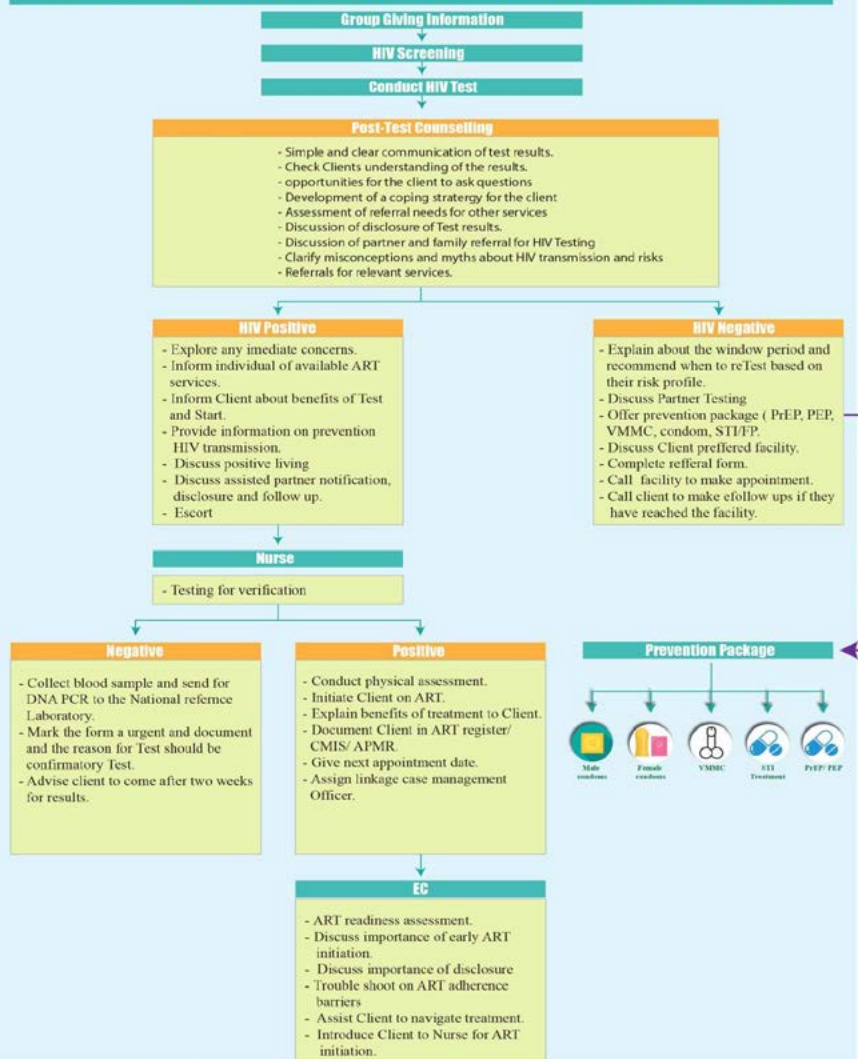 Group Giving Information
HIV Screening
Conduct HIV Test
Post-Test Counselling
- Simple and clear communication of test results.
- Check Clients understanding of the results.
- opportunities for the client to ask questions
- Development of a coping stratergy for the client
- Assessment of referral needs for other services
- Discussion of disclosure of Test results.
- Discussion of partner and family referral for HIV Testing
- Clarify misconceptions and myths about HIV transmission and risks
- Referrals for relevant services.
HIV Positive
- Explore any imediate concerns.
- Inform individual of available ART
services.
- Inform Client about benefits of Test
and Start.
- Provide information on prevention
HIV transmission.
- Discuss positive living
- Discuss assisted partner notification,
disclosure and follow up.
- Escort
HIV Negative
- Explain about the window period and
recommend when to reTest based on
their risk profile.
- Discuss Partner Testing
- Offer prevention package ( PrEP, PEP,
VMMC, condom, STI/FP.
- Discuss Client preffered facility.
- Complete refferal form.
- Call facility to make appointment.
- Call client to make efollow ups if they
have reached the facility.
Nurse
- Testing for verification
Negative
- Collect blood sample and send for
DNA PCR to the National refernce
Laboratory.
- Mark the form a urgent and document
and the reason for Test should be
confirmatory Test.
- Advise client to come after two weeks
for results.
Positive
- Conduct physical assessment.
- Initiate Client on ART.
- Explain benefits of treatment to Client.
- Document Client in ART register/
CMIS/ APMR.
- Give next appointment date.
- Assign linkage case management
Officer.
Prevention Package
Male
condoms
Female
condoms
VMMC
STI
Treatment
PrEP/ PEP
EC
- ART readiness assessment.
- Discuss importance of early ART
initiation.
- Discuss importance of disclosure
- Trouble shoot on ART adherence
barriers
- Assist Client to navigate treatment.
- Introduce Client to Nurse for ART
initiation.